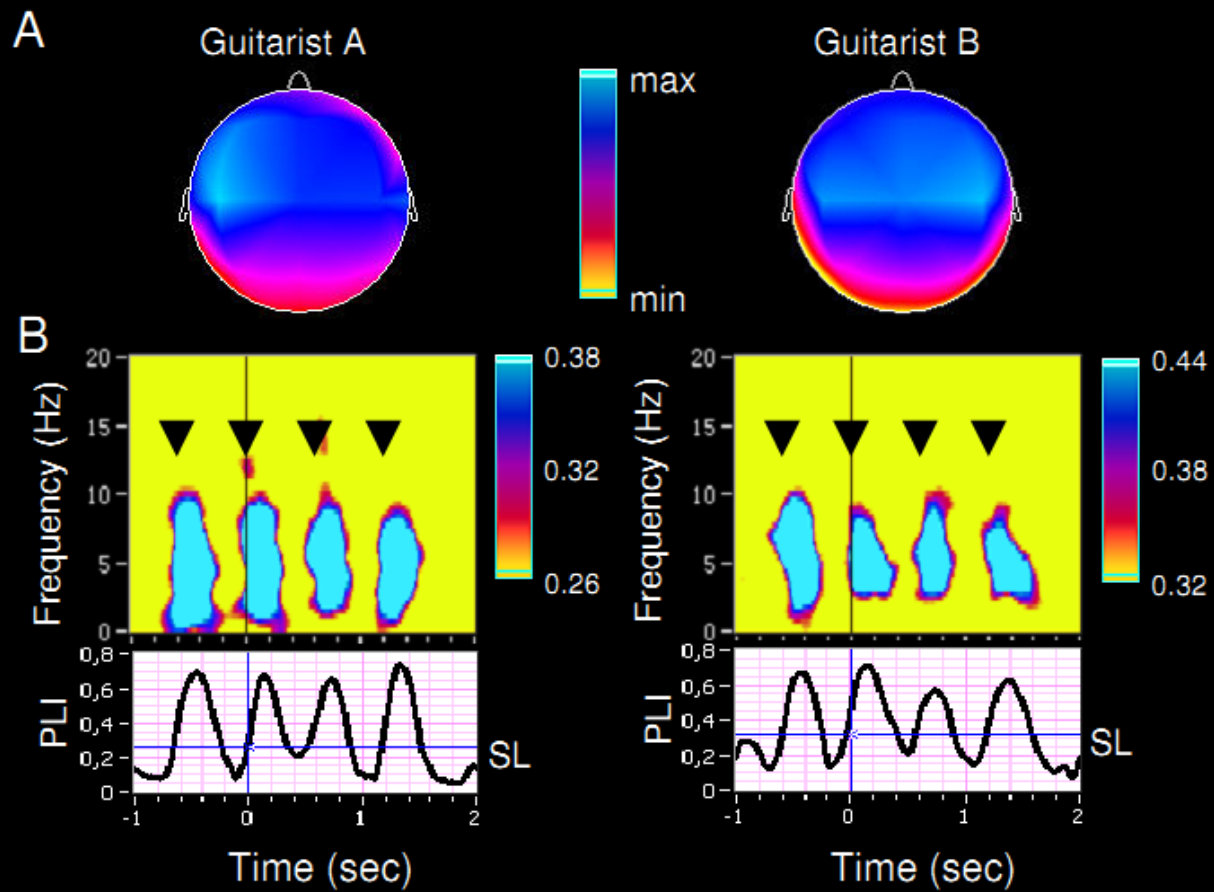 A
Guitarist A
Guitarist B
max
min
B
Frequency (Hz)
20
15
10
5
0
0.38
0.32
0.26
Frequency (Hz)
20
15
10
5
0
0.44
0.38
0.32
PLI
0,8
0,6
0,4
0,2
0
SL
-1
0
1
2
Time (sec)
PLI
0,8
0,6
0,4
0,2
0
SL
-1
0
1
2
Time (sec)